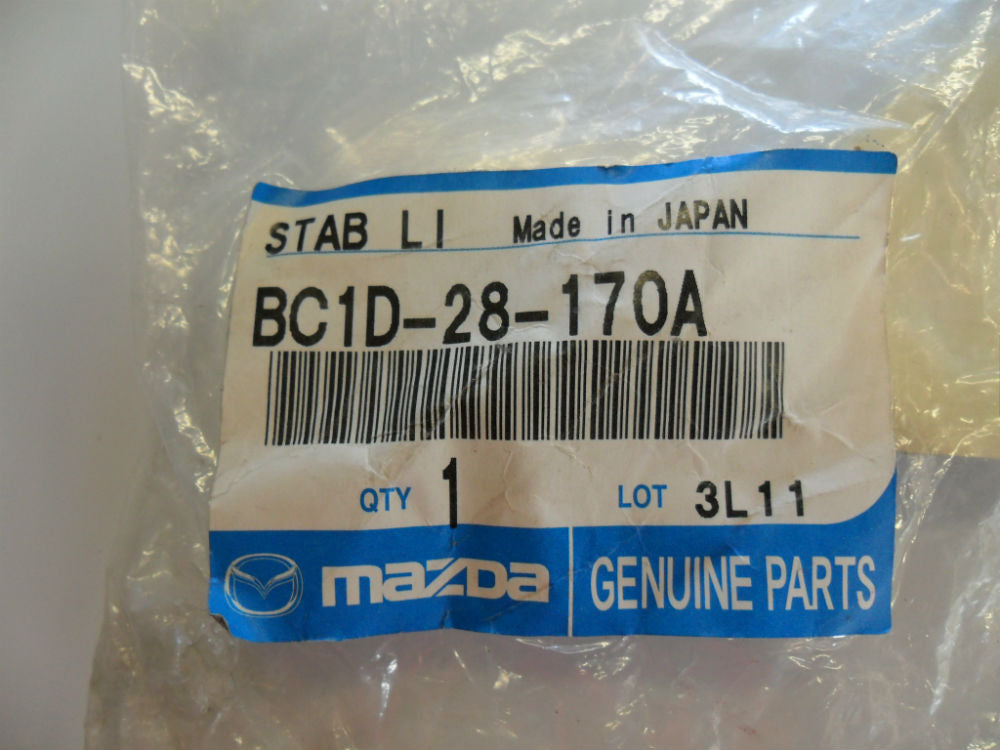 STAB LI Made in JAPAN
BC1D-28-170A
QTY 1 LOT 3L11
mazda GENUINE PARTS